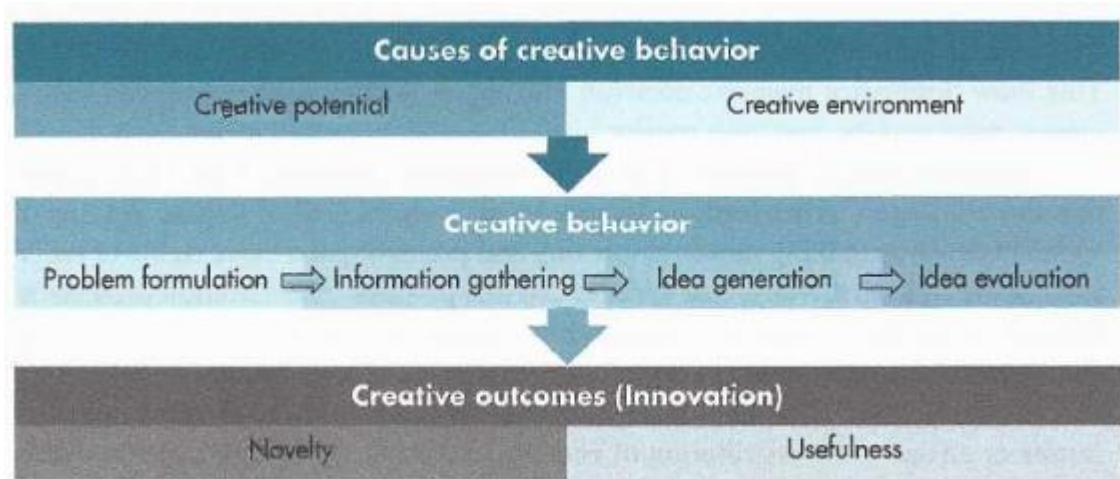 Causes of creative behavior
Creative potential Creative environment
Creative behavior
Problem formulation Information gathering Idea generation Idea evaluation
Creative outcomes (Innovation)
Novelty Usefulness